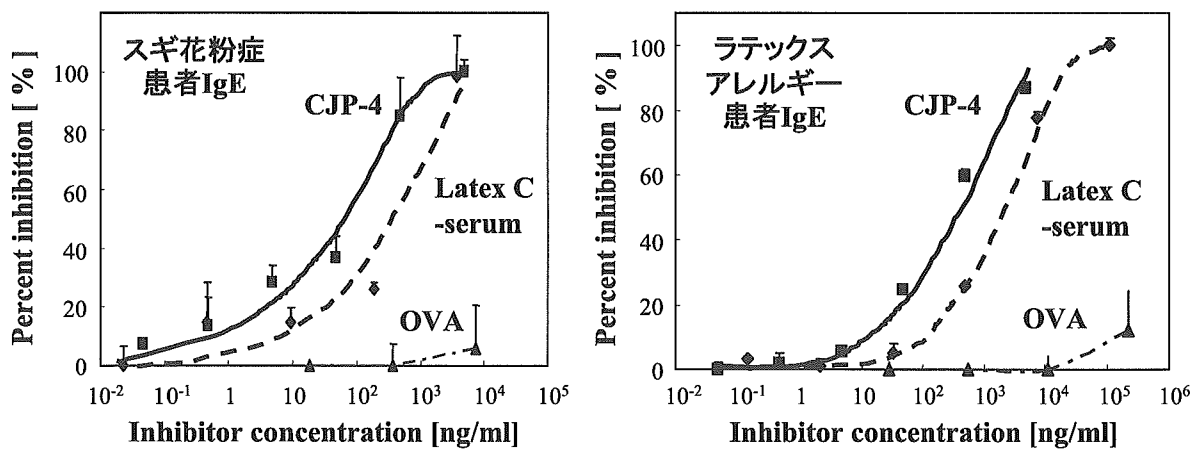 Percent inhibition [ % ]
100
80
60
40
20
0
スギ花粉症
患者IgE
CJP-4
Latex C
-serum
OVA
10-2
10-1
1
10
10²
10³
10⁴
10⁵
Inhibitor concentration [ng/ml]
Percent inhibition [ % ]
100
80
60
40
20
0
ラテックス
アレルギー
患者IgE
CJP-4
Latex C
-serum
OVA
10-2
10-1
1
10
10²
10³
10⁴
10⁵
10⁶
Inhibitor concentration [ng/ml]